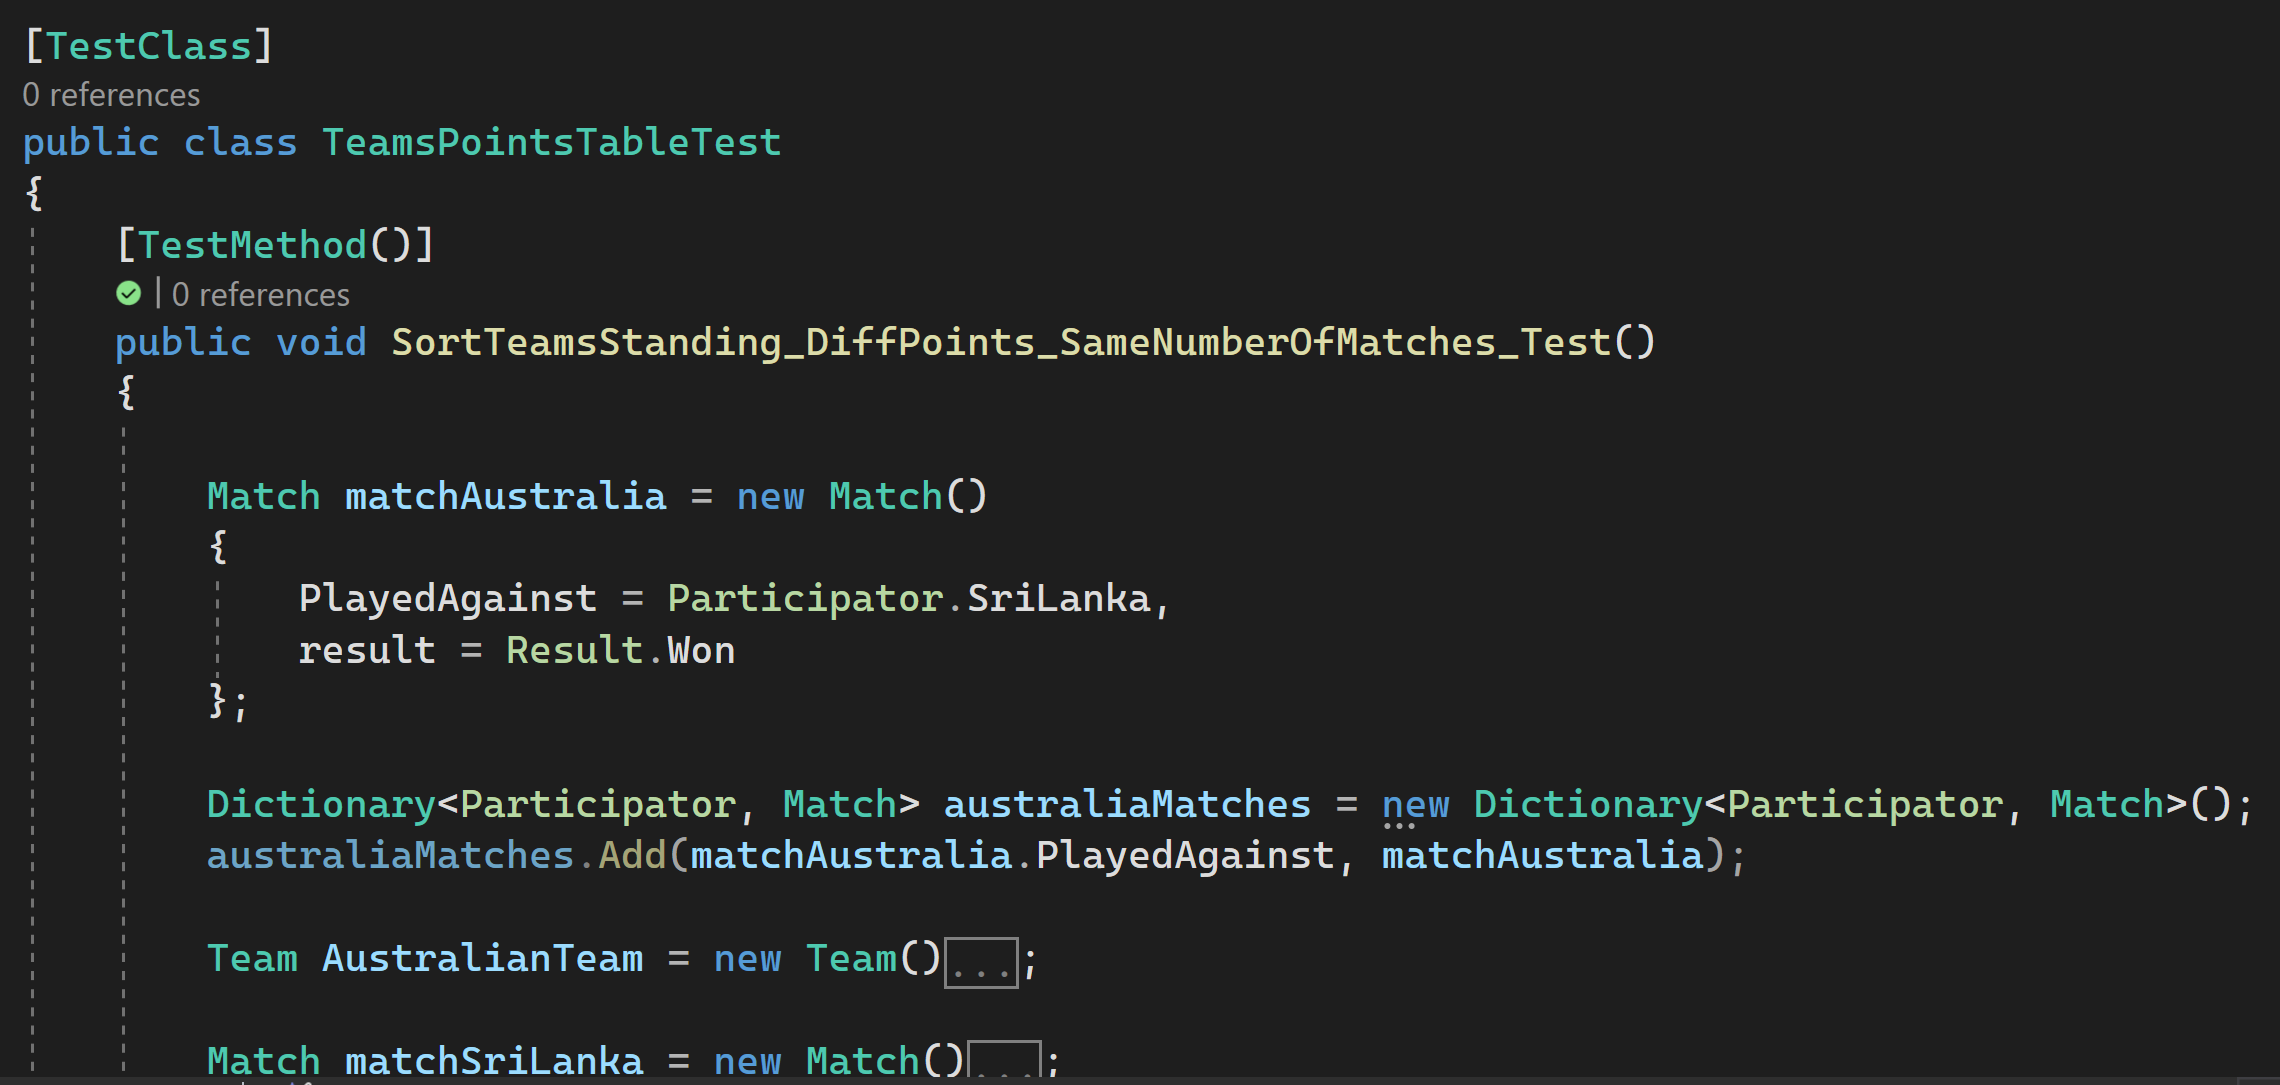 [TestClass]
0 references
public class TeamsPointsTableTest
{
[TestMethod()]
| 0 references
public void SortTeamsStanding_DiffPoints_SameNumberOfMatches_Test()
{
Match matchAustralia = new Match()
{
PlayedAgainst = Participator.SriLanka,
result = Result.Won
};
Dictionary<Participator, Match> australiaMatches = new Dictionary<Participator, Match>();
australiaMatches.Add(matchAustralia.PlayedAgainst, matchAustralia);
Team AustralianTeam = new Team()...;
Match matchSriLanka = new Match()...;